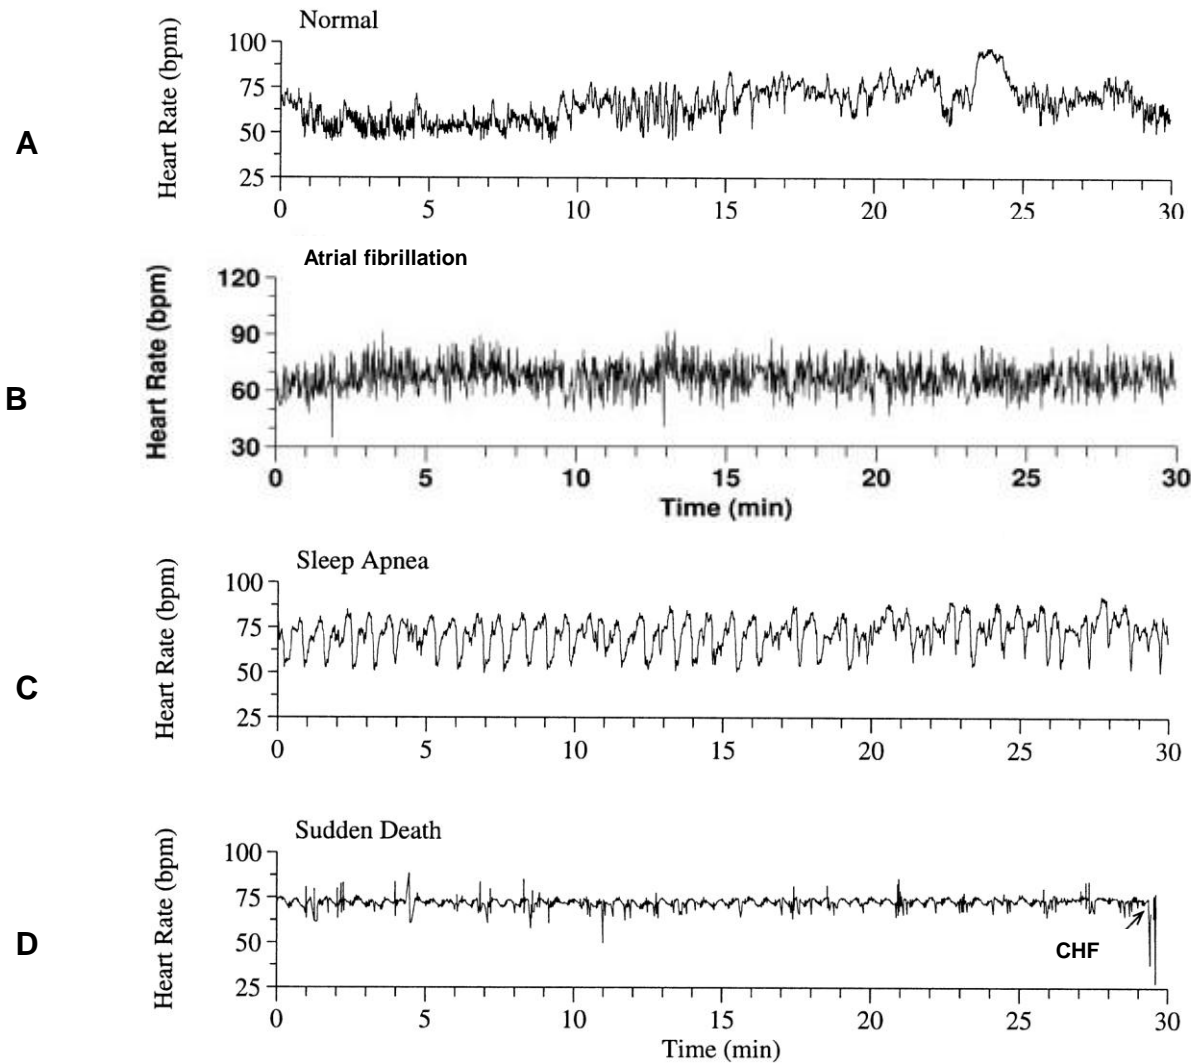 Normal
Heart Rate (bpm)
100
75
50
25
A
0 5 10 15 20 25 30
Atrial fibrillation
Heart Rate (bpm)
120
90
60
30
B
0 5 10 15 20 25 30
Time (min)
Sleep Apnea
Heart Rate (bpm)
100
75
50
25
C
0 5 10 15 20 25 30
Sudden Death
Heart Rate (bpm)
100
75
50
25
D
CHF
0 5 10 15 20 25 30
Time (min)